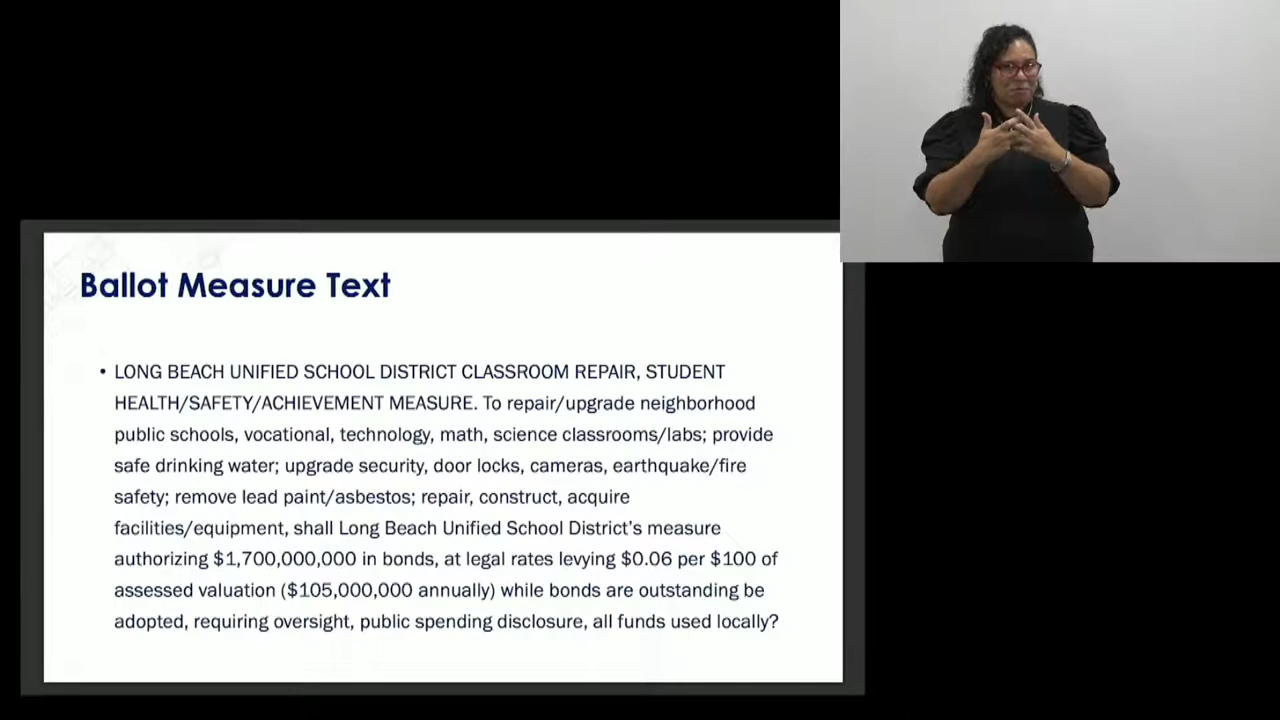 Ballot Measure Text
• LONG BEACH UNIFIED SCHOOL DISTRICT CLASSROOM REPAIR, STUDENT
HEALTH/SAFETY/ACHIEVEMENT MEASURE. To repair/upgrade neighborhood
public schools, vocational, technology, math, science classrooms/labs; provide
safe drinking water; upgrade security, door locks, cameras, earthquake/fire
safety; remove lead paint/asbestos; repair, construct, acquire
facilities/equipment, shall Long Beach Unified School District’s measure
authorizing $1,700,000,000 in bonds, at legal rates levying $0.06 per $100 of
assessed valuation ($105,000,000 annually) while bonds are outstanding be
adopted, requiring oversight, public spending disclosure, all funds used locally?